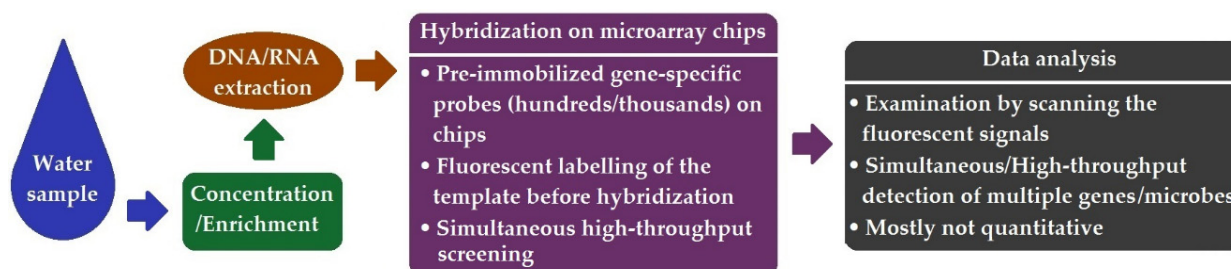 Water
sample
Concentration
/Enrichment
DNA/RNA
extraction
Hybridization on microarray chips
• Pre-immobilized gene-specific
probes (hundreds/thousands) on
chips
• Fluorescent labelling of the
template before hybridization
• Simultaneous high-throughput
screening
Data analysis
• Examination by scanning the
fluorescent signals
• Simultaneous/High-throughput
detection of multiple genes/microbes
• Mostly not quantitative